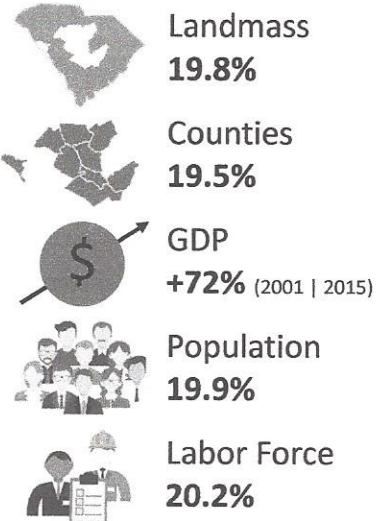 Landmass
19.8%
Counties
19.5%
$
GDP
+72% (2001 | 2015)
Population
19.9%
Labor Force
20.2%